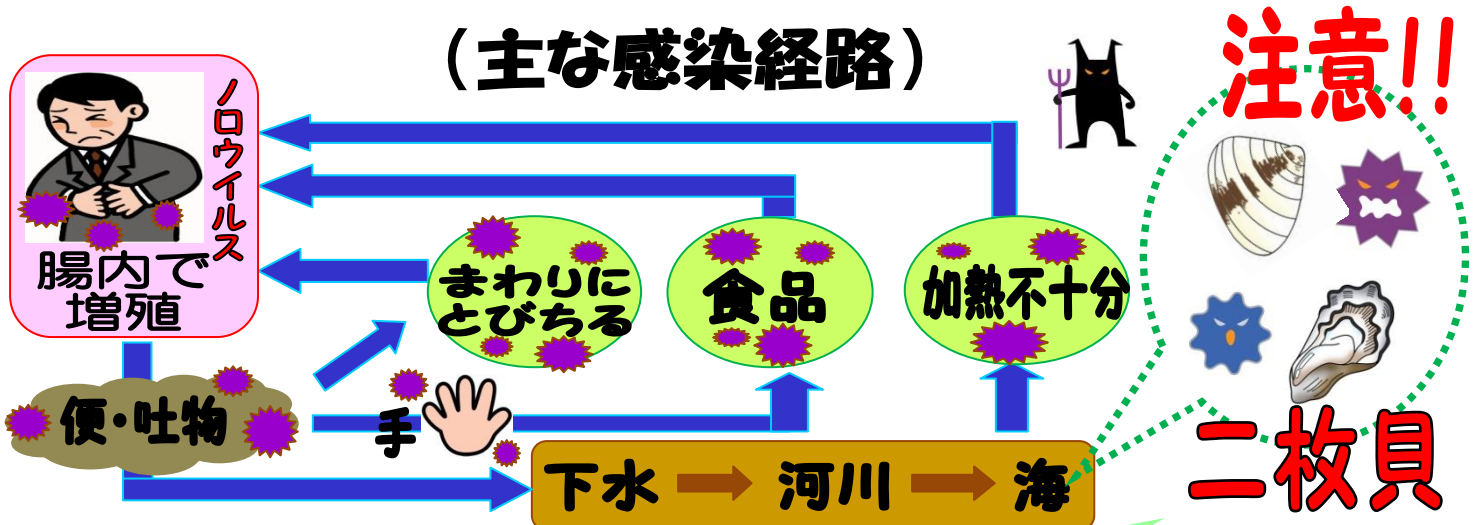 (主な感染経路)
注意!!
ノロウイルス
腸内で
増殖
まわりに
とびちる
食品
加熱不十分
便・吐物
手
下水
河川
海
二枚貝